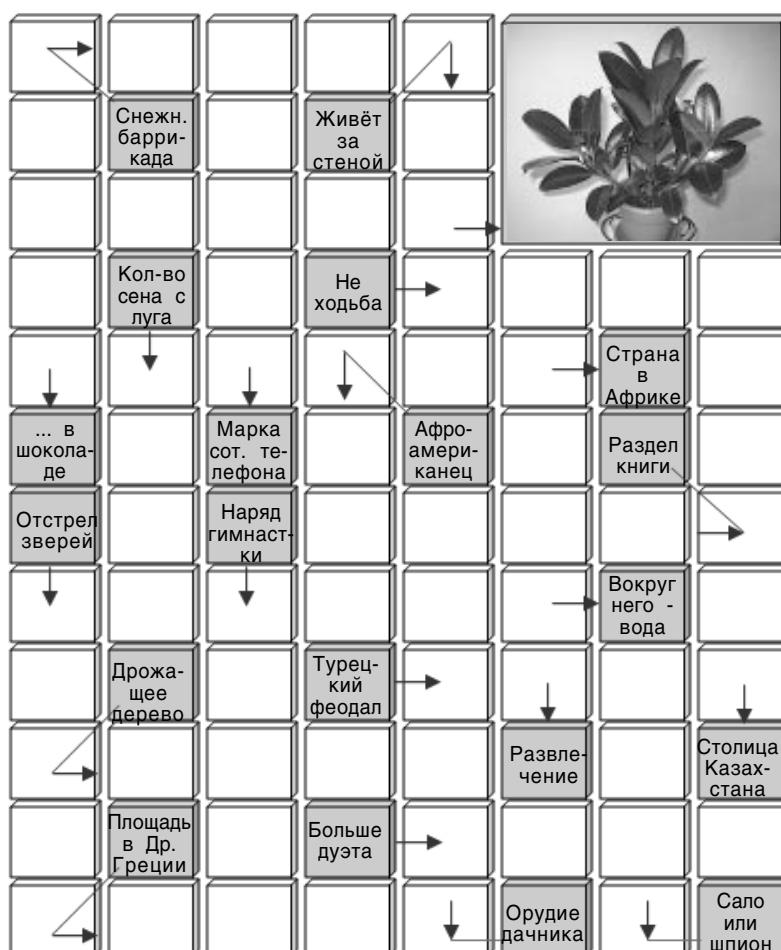 Снежн.
барри-
када
Живёт
за
стеной
Кол-во
сена с
луга
Не
ходьба
Страна
в
Африке
... в
шокола-
де
Марка
сот. те-
лефона
Афро-
амери-
канец
Раздел
книги
Отстрел
зверей
Наряд
гимнаст-
ки
Вокруг
него -
вода
Дрожа-
щее
дерево
Турец-
кий
феодал
Развле-
чение
Столица
Казах-
стана
Площадь
в Др.
Греции
Больше
дуэта
Орудие
дачника
Сало
или
шпион